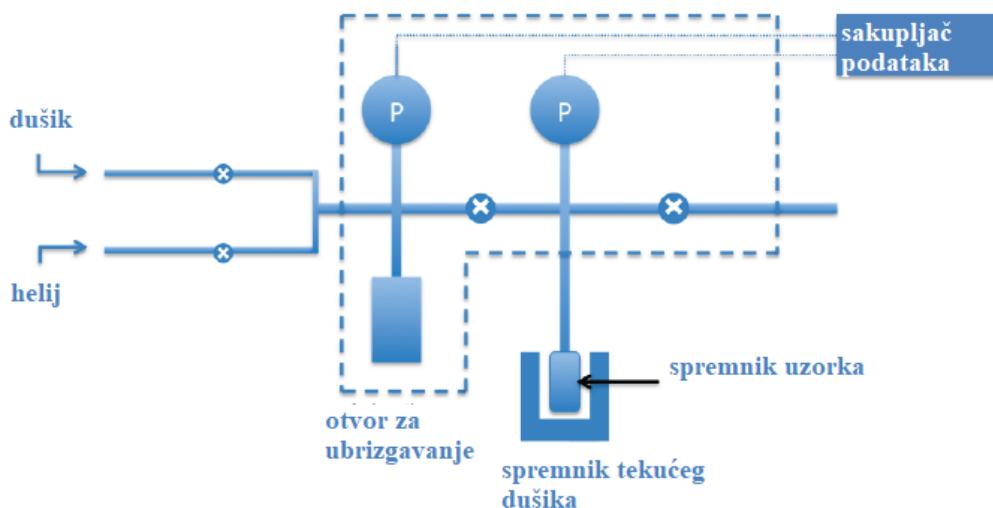 sakupljač
podataka
P
P
dušik
helij
spremnik uzorka
otvor za
ubrizgavanje
spremnik tekućeg
dušika